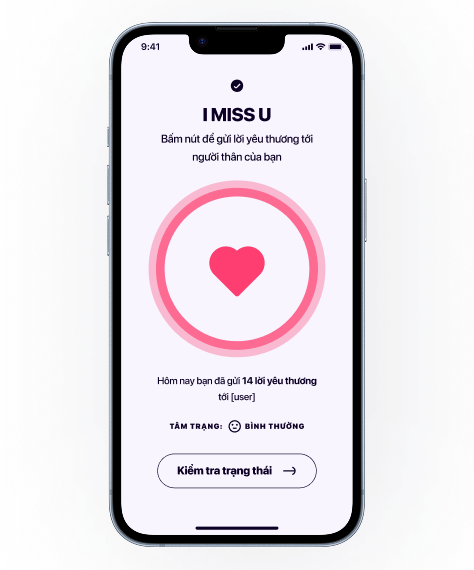 9:41
I MISS U
Bấm nút để gửi lời yêu thương tới
người thân của bạn
Hôm nay bạn đã gửi 14 lời yêu thương
tới [user]
TÂM TRẠNG: BÌNH THƯỜNG
Kiểm tra trạng thái